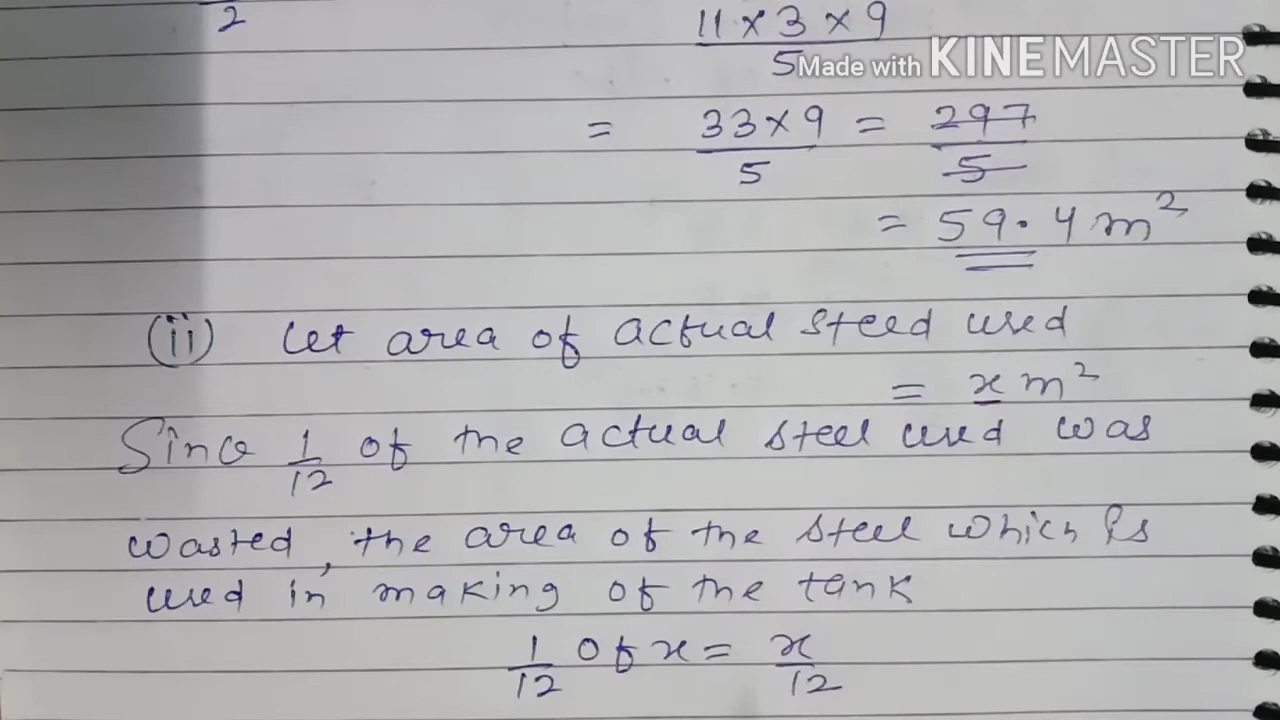 2
11 × 3 × 9
5
Made with KINEMASTER
= 33×9 = 297
5 5
= 59.4 m²
(ii) Let area of actual steed used
= x m²
Since 1/12 of the actual steel used was
wasted, the area of the steel which is
used in making of the tank
1/12 of x = x/12